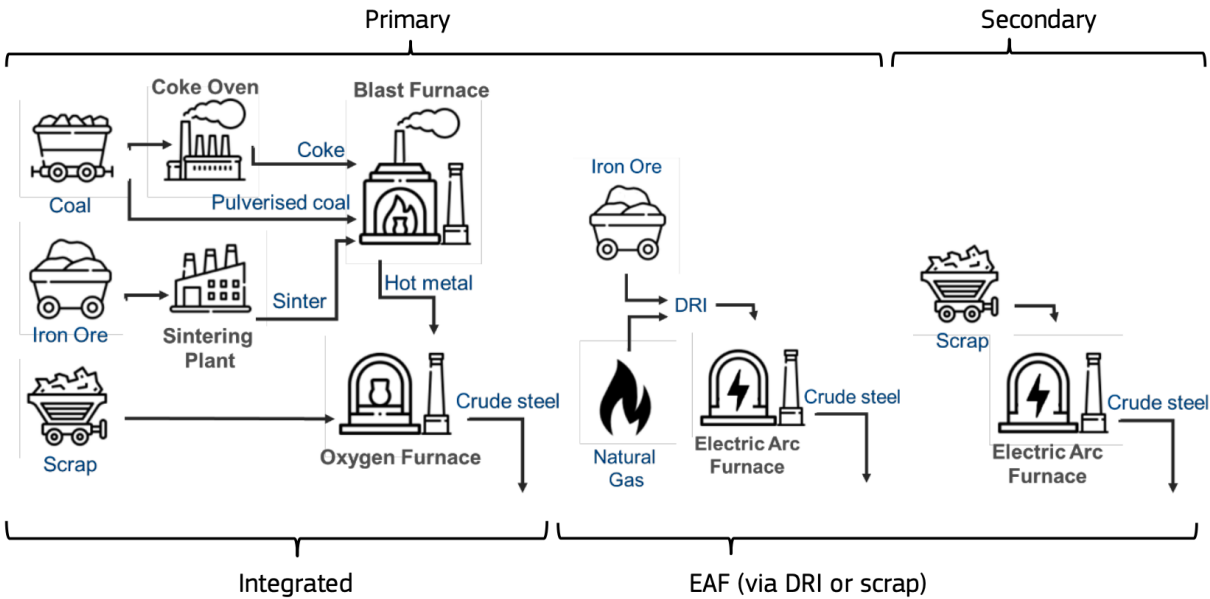 Primary
Secondary
Coke Oven
Blast Furnace
Coke
Coal
Pulverised coal
Iron Ore
Sintering
Plant
Sinter
Hot metal
Scrap
Oxygen Furnace
Crude steel
Iron Ore
DRI
Natural
Gas
Electric Arc
Furnace
Crude steel
Scrap
Electric Arc
Furnace
Crude steel
Integrated
EAF (via DRI or scrap)